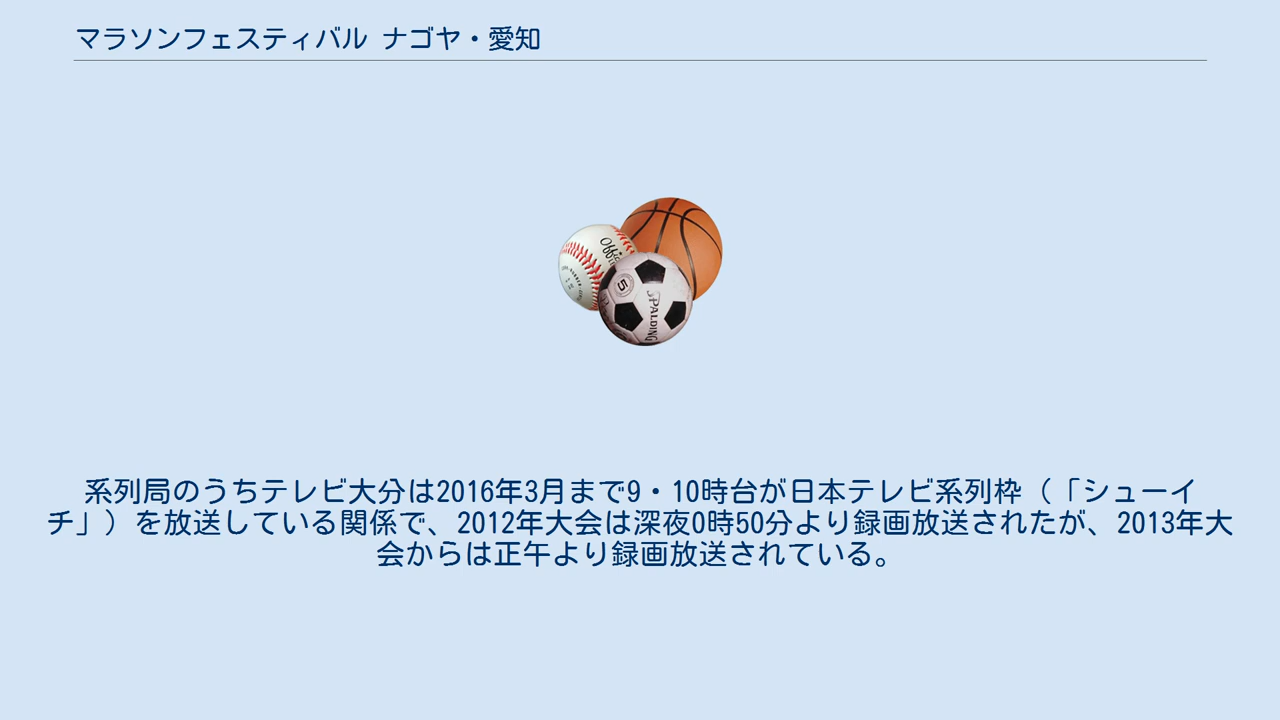 マラソンフェスティバル ナゴヤ・愛知
Offic
5
SPALDING
系列局のうちテレビ大分は2016年3月まで9・10時台が日本テレビ系列枠（「シューイ
チ」）を放送している関係で、2012年大会は深夜0時50分より録画放送されたが、2013年大
会からは正午より録画放送されている。